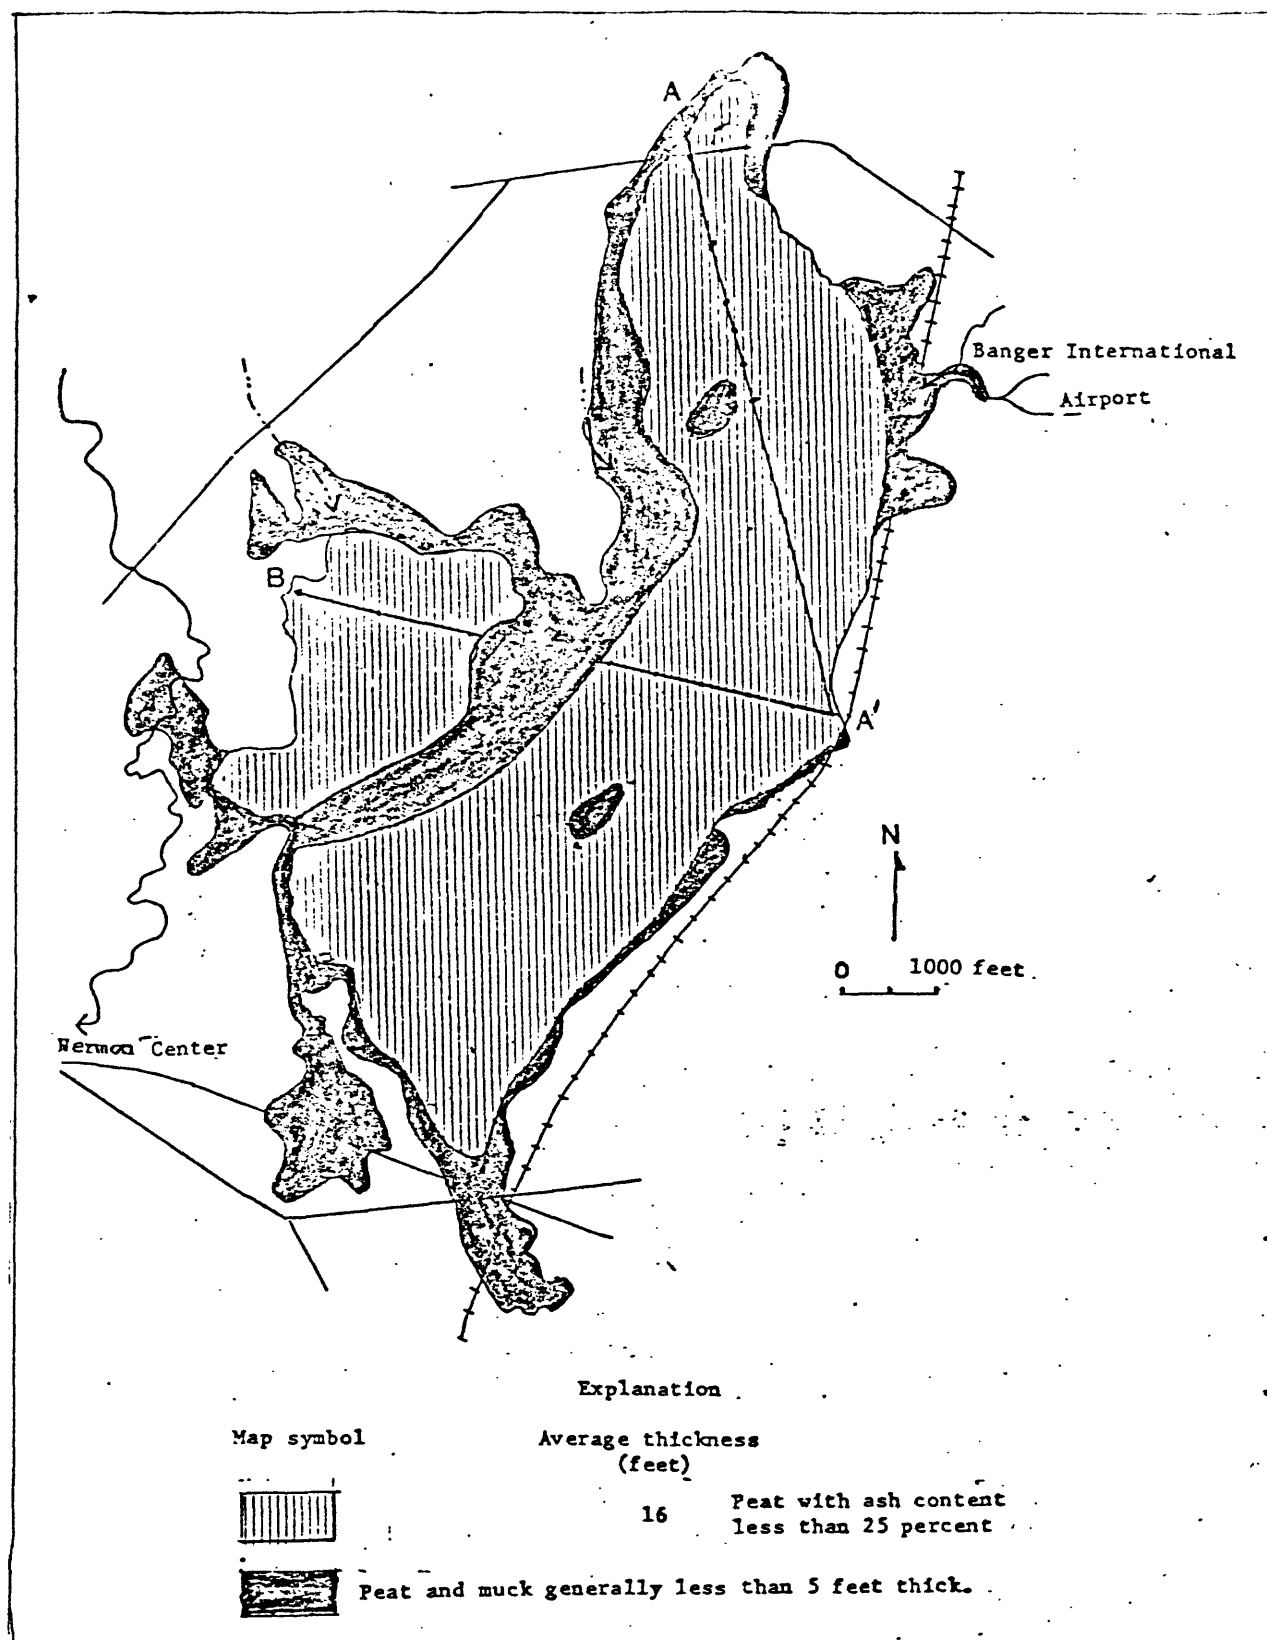 A
Banger International
Airport
B
A'
N
0 1000 feet
Hermon Center
Explanation
Map symbol
Average thickness
(feet)
16
Peat with ash content
less than 25 percent
Peat and muck generally less than 5 feet thick.